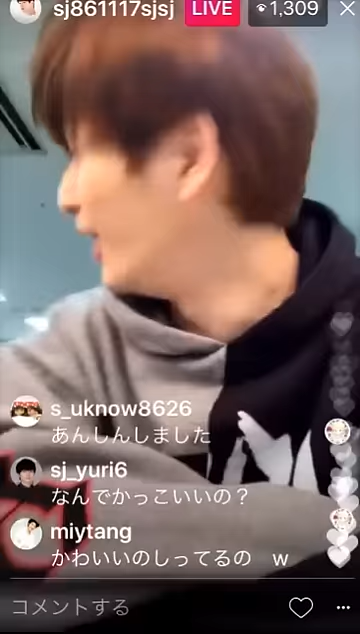 sj861117sjsj LIVE 1,309
s_uknow8626
あんしんしました
sj_yuri6
なんでかっこいいの？
miytang
かわいいのしってるの w
コメントする